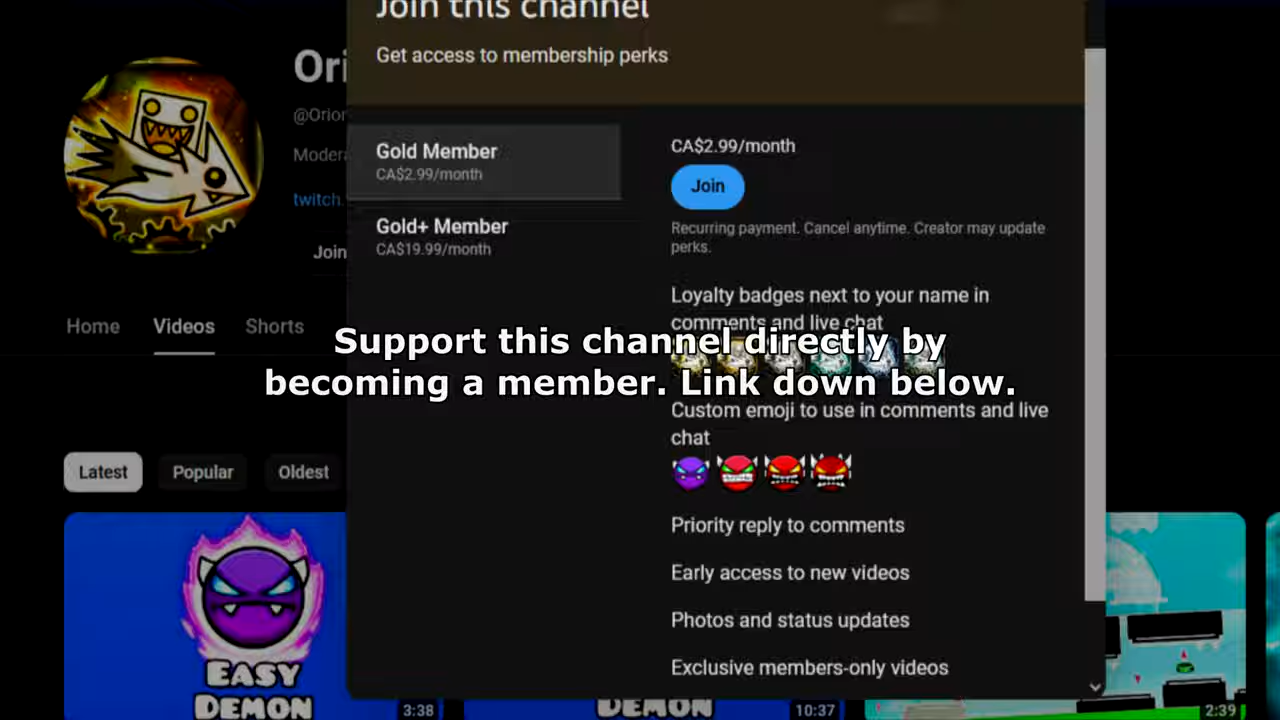 Join this channel
Get access to membership perks
Ori
@Orion
Modera
twitch.
Join
Gold Member
CA$2.99/month
Gold+ Member
CA$19.99/month
CA$2.99/month
Join
Recurring payment. Cancel anytime. Creator may update
perks.
Loyalty badges next to your name in
comments and live chat
Support this channel directly by
becoming a member. Link down below.
Custom emoji to use in comments and live
chat
Priority reply to comments
Early access to new videos
Photos and status updates
Exclusive members-only videos
Home Videos Shorts
Latest Popular Oldest
EASY
DEMON
3:38
DEMON
10:37
2:39